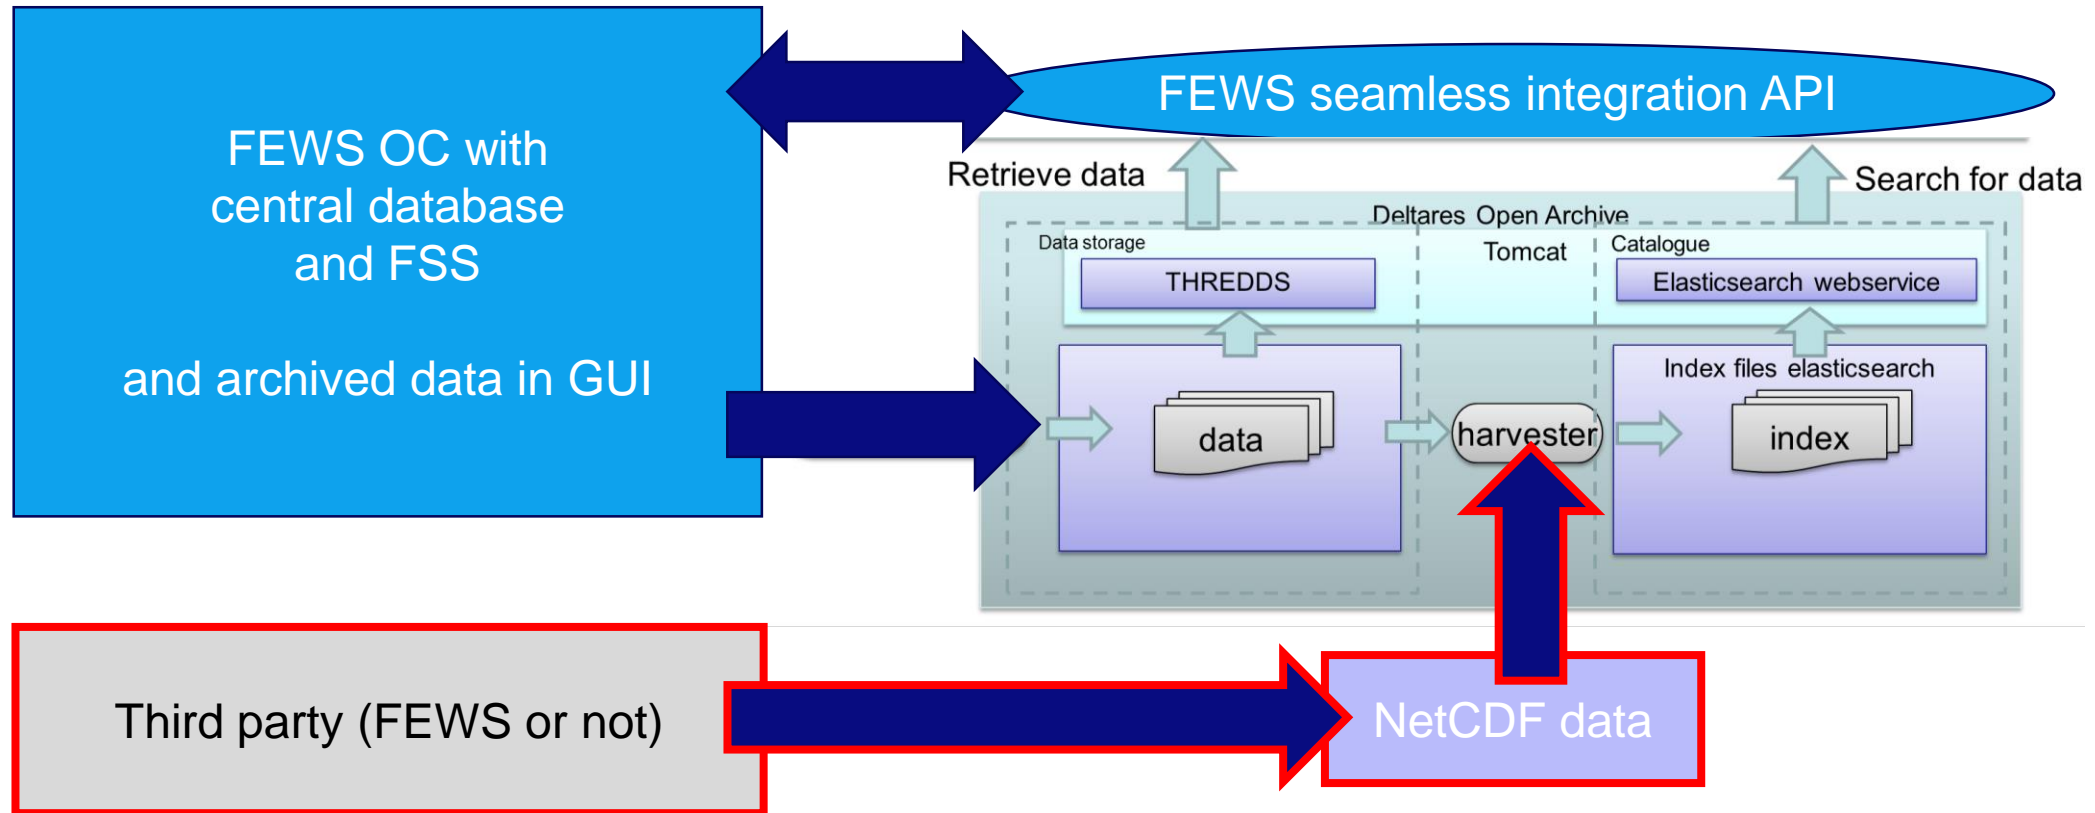 FEWS OC with
central database
and FSS
and archived data in GUI
FEWS seamless integration API
Retrieve data
Search for data
Deltares Open Archive
Data storage
Tomcat
Catalogue
THREDDS
Elasticsearch webservice
Index files elasticsearch
data
harvester
index
Third party (FEWS or not)
NetCDF data